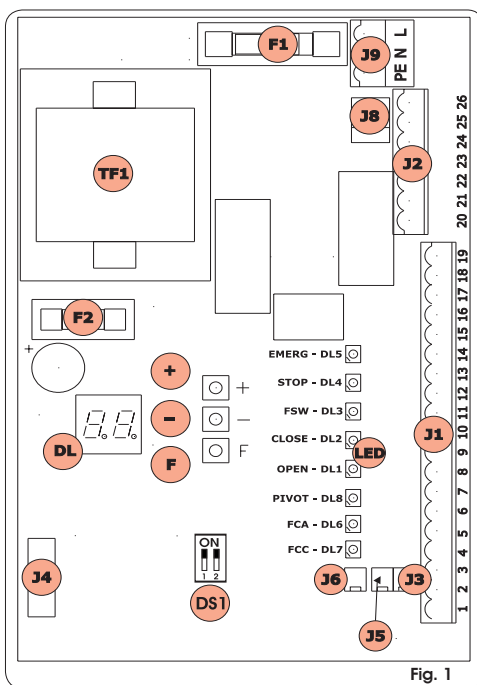 F1
J9
PE N L
J8
J2
20 21 22 23 24 25 26
TF1
F2
+
+
+
-
—
F
F
DL
8.8.
EMERG - DL5
STOP - DL4
FSW - DL3
CLOSE - DL2
OPEN - DL1
PIVOT - DL8
FCA - DL6
FCC - DL7
LED
J1
1 2 3 4 5 6 7 8 9 10 11 12 13 14 15 16 17 18 19
J4
ON
1 2
DS1
J6
J5
J3
Fig. 1